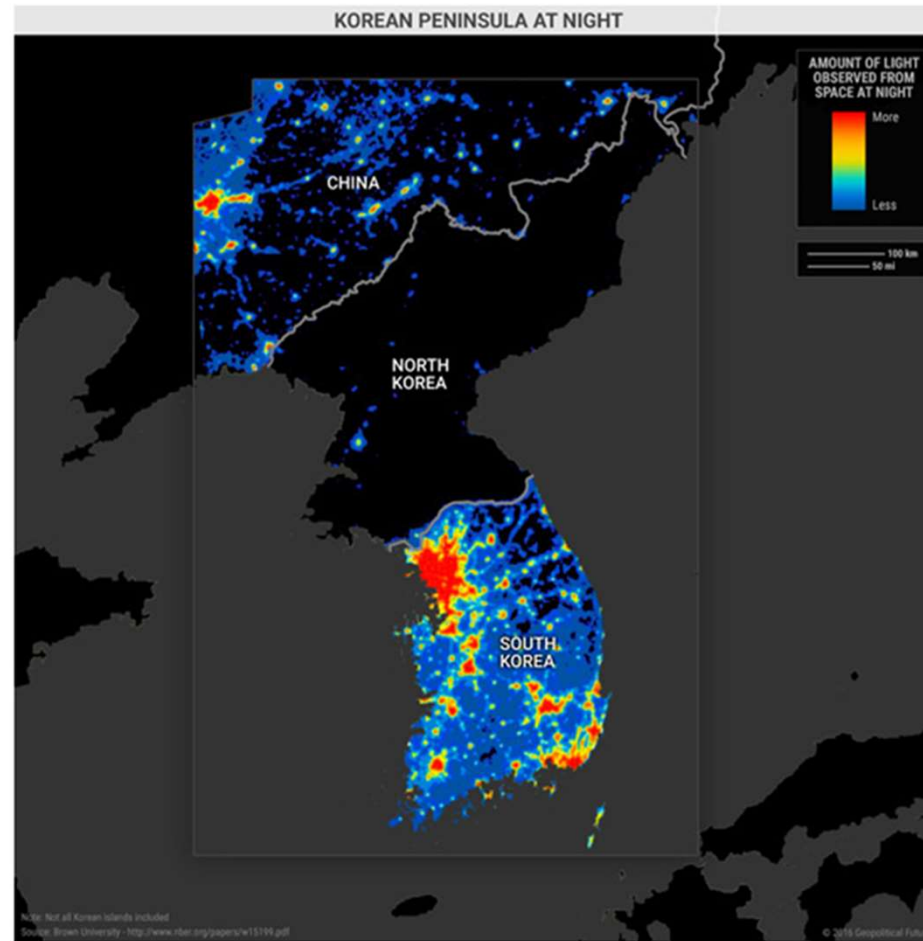 KOREAN PENINSULA AT NIGHT
AMOUNT OF LIGHT
OBSERVED FROM
SPACE AT NIGHT
More
Less
100 km
50 mi
CHINA
NORTH
KOREA
SOUTH
KOREA
Note: Not all Korean islands included
Source: Brown University - http://www.nber.org/papers/w15199.pdf
© 2016 Geopolitical